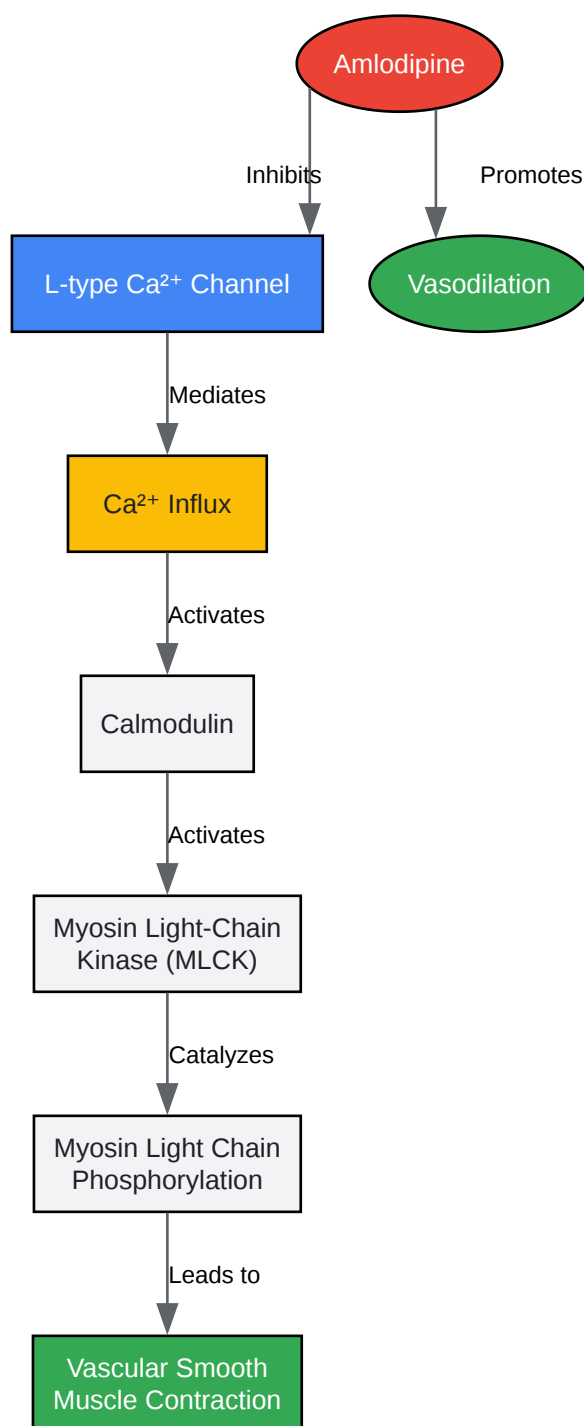 Amlodipine
Inhibits
Promotes
L-type Ca²⁺ Channel
Vasodilation
Mediates
Ca²⁺ Influx
Activates
Calmodulin
Activates
Myosin Light-Chain
Kinase (MLCK)
Catalyzes
Myosin Light Chain
Phosphorylation
Leads to
Vascular Smooth
Muscle Contraction